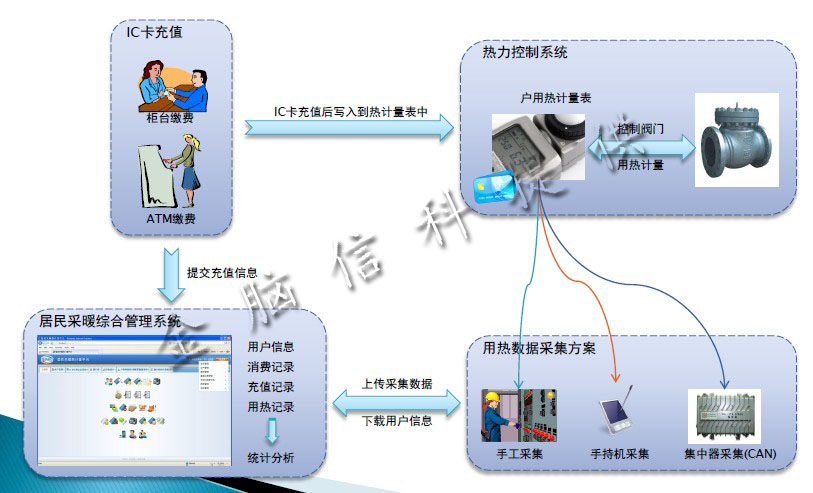 IC卡充值
柜台缴费
ATM缴费
IC卡充值后写入到热计量表中
热力控制系统
户用热计量表
控制阀门
用热计量
提交充值信息
居民采暖综合管理系统
用户信息
消费记录
充值记录
用热记录
统计分析
上传采集数据
下载用户信息
用热数据采集方案
手工采集
手持机采集
集中器采集(CAN)
金脑信科提供